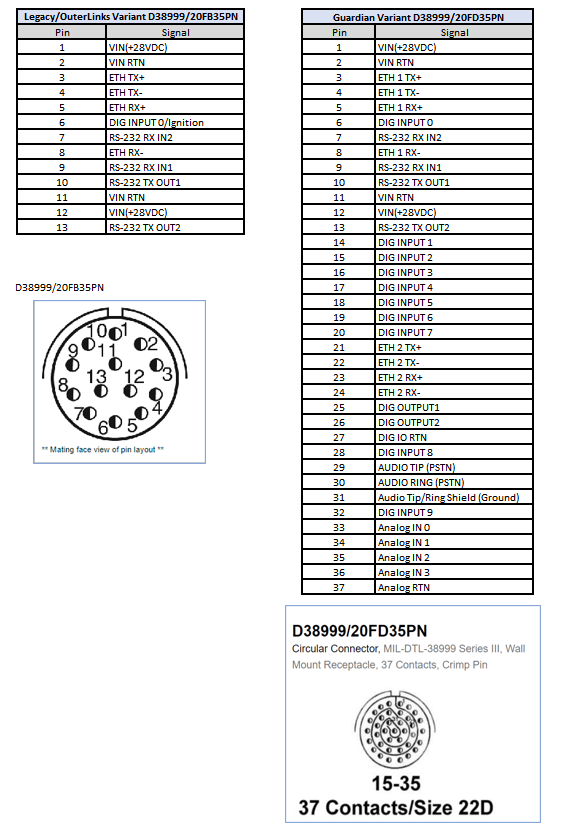 Legacy/OuterLinks Variant D38999/20FB35PN
Pin Signal
1 VIN(+28VDC)
2 VIN RTN
3 ETH TX+
4 ETH TX-
5 ETH RX+
6 DIG INPUT 0/Ignition
7 RS-232 RX IN2
8 ETH RX-
9 RS-232 RX IN1
10 RS-232 TX OUT1
11 VIN RTN
12 VIN(+28VDC)
13 RS-232 TX OUT2
D38999/20FB35PN
10 1
9 11 2
13 12 3
8
7 4
6 5
** Mating face view of pin layout **
Guardian Variant D38999/20FD35PN
Pin Signal
1 VIN(+28VDC)
2 VIN RTN
3 ETH 1 TX+
4 ETH 1 TX-
5 ETH 1 RX+
6 DIG INPUT 0
7 RS-232 RX IN2
8 ETH 1 RX-
9 RS-232 RX IN1
10 RS-232 TX OUT1
11 VIN RTN
12 VIN(+28VDC)
13 RS-232 TX OUT2
14 DIG INPUT 1
15 DIG INPUT 2
16 DIG INPUT 3
17 DIG INPUT 4
18 DIG INPUT 5
19 DIG INPUT 6
20 DIG INPUT 7
21 ETH 2 TX+
22 ETH 2 TX-
23 ETH 2 RX+
24 ETH 2 RX-
25 DIG OUTPUT1
26 DIG OUTPUT2
27 DIG IO RTN
28 DIG INPUT 8
29 AUDIO TIP (PSTN)
30 AUDIO RING (PSTN)
31 Audio Tip/Ring Shield (Ground)
32 DIG INPUT 9
33 Analog IN 0
34 Analog IN 1
35 Analog IN 2
36 Analog IN 3
37 Analog RTN
D38999/20FD35PN
Circular Connector, MIL-DTL-38999 Series III, Wall
Mount Receptacle, 37 Contacts, Crimp Pin
15-35
37 Contacts/Size 22D